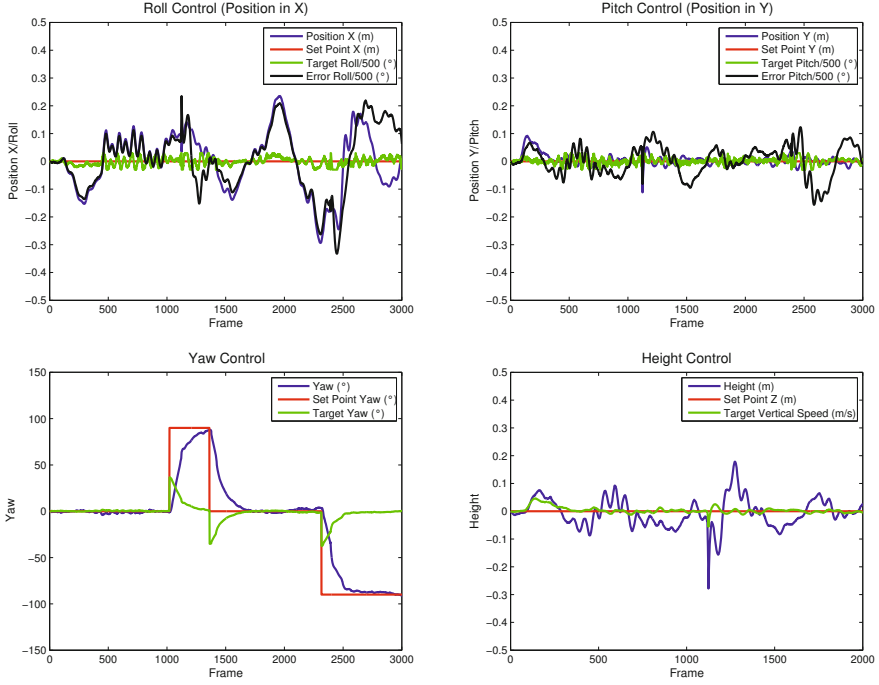 Roll Control (Position in X)
0.5
0.4
0.3
0.2
0.1
0
−0.1
−0.2
−0.3
−0.4
−0.5
Position X/Roll
Position X (m)
Set Point X (m)
Target Roll/500 (°)
Error Roll/500 (°)
0 500 1000 1500 2000 2500 3000
Frame
Pitch Control (Position in Y)
0.5
0.4
0.3
0.2
0.1
0
−0.1
−0.2
−0.3
−0.4
−0.5
Position Y/Pitch
Position Y (m)
Set Point Y (m)
Target Pitch/500 (°)
Error Pitch/500 (°)
0 500 1000 1500 2000 2500 3000
Frame
Yaw Control
150
100
50
0
−50
−100
−150
Yaw
Yaw (°)
Set Point Yaw (°)
Target Yaw (°)
0 500 1000 1500 2000 2500 3000
Frame
Height Control
0.5
0.4
0.3
0.2
0.1
0
−0.1
−0.2
−0.3
−0.4
−0.5
Height
Height (m)
Set Point Z (m)
Target Vertical Speed (m/s)
0 500 1000 1500 2000
Frame